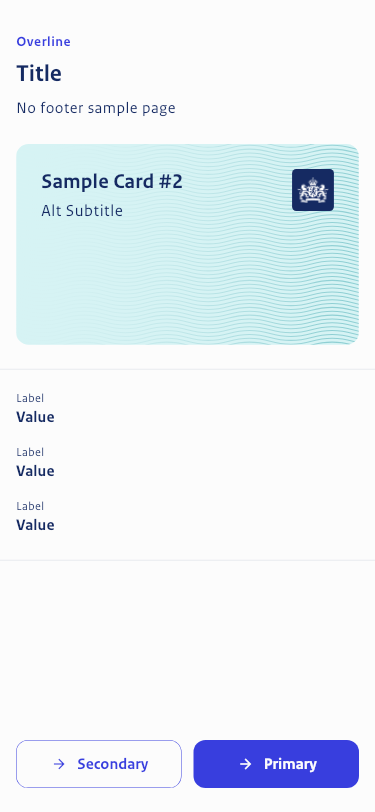 Overline
Title
No footer sample page
Sample Card #2
Alt Subtitle
Label
Value
Label
Value
Label
Value
Secondary
Primary